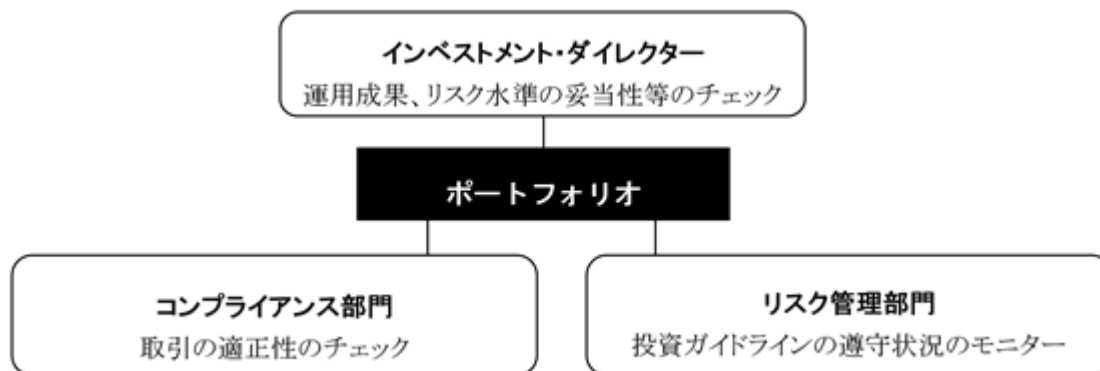 インベストメント・ダイレクター
運用成果、リスク水準の妥当性等のチェック
ポートフォリオ
コンプライアンス部門
取引の適正性のチェック
リスク管理部門
投資ガイドラインの遵守状況のモニター